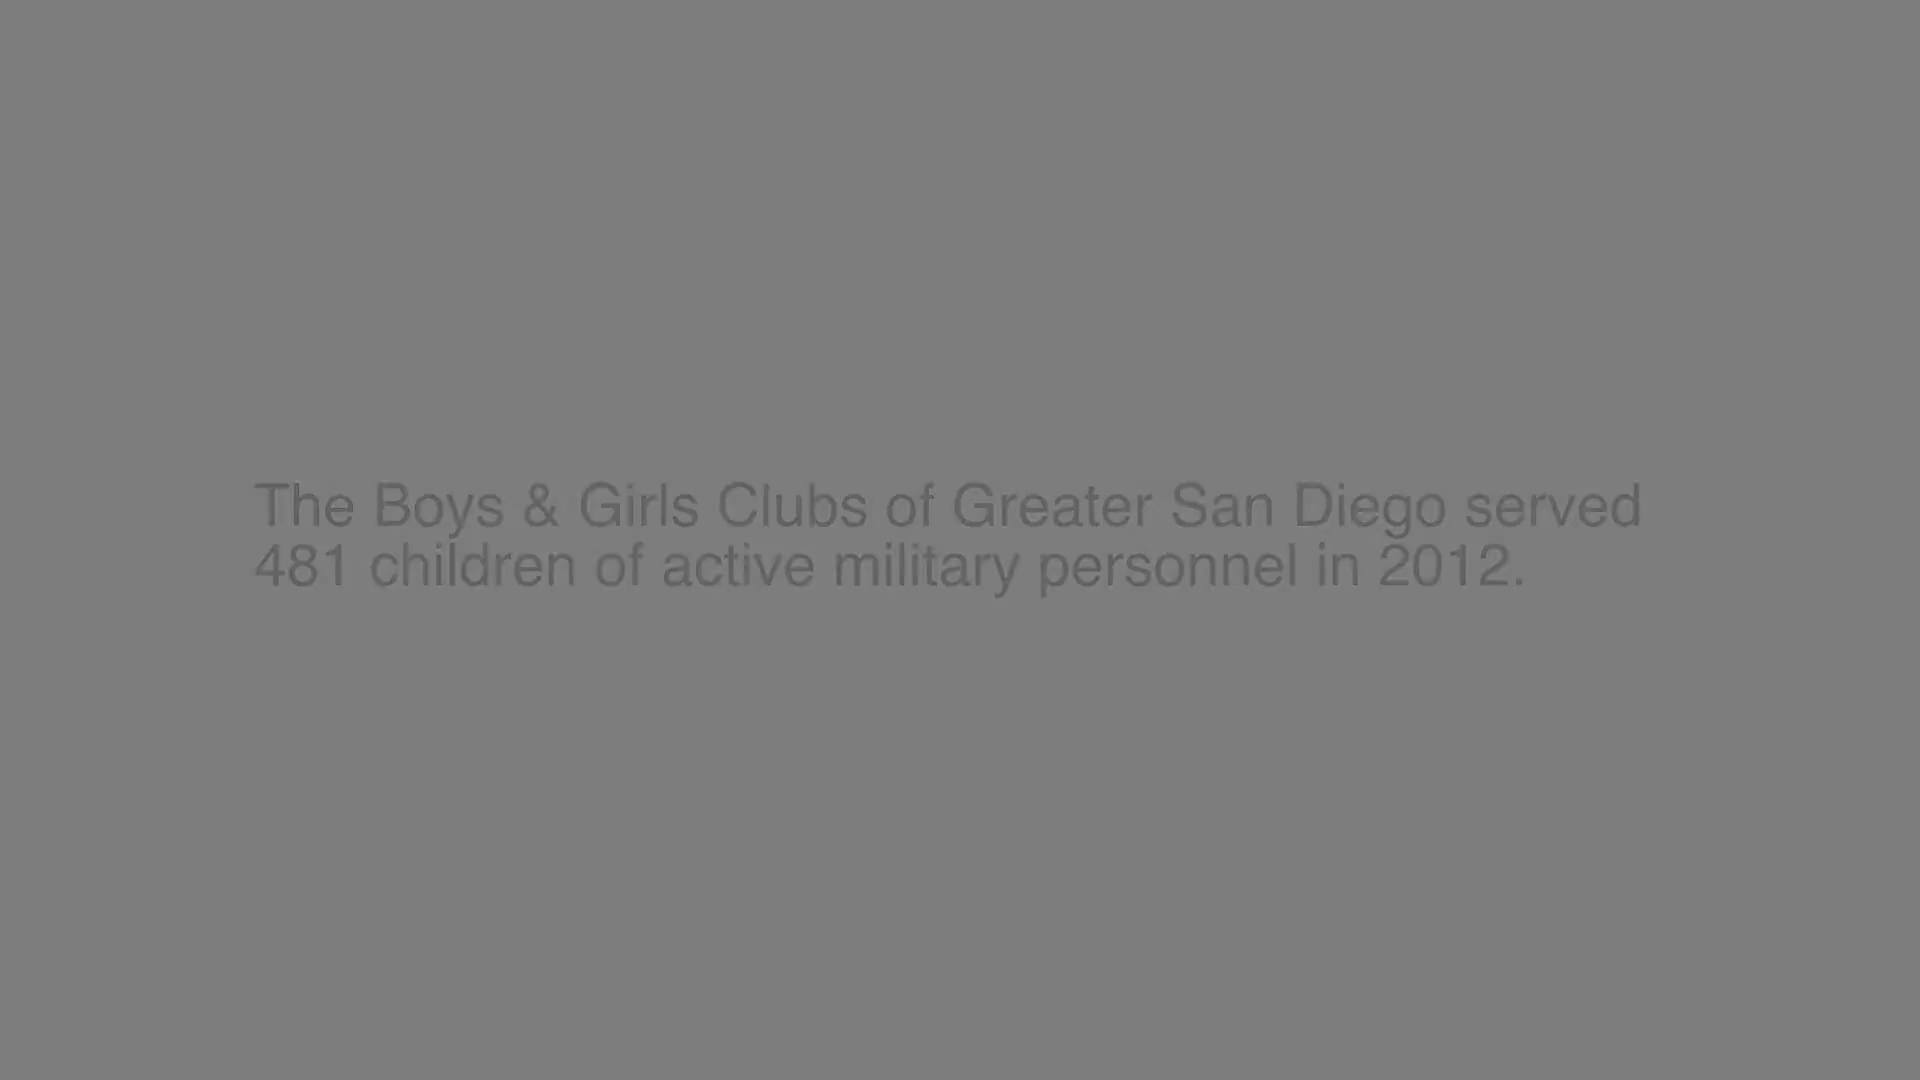 The Boys & Girls Clubs of Greater San Diego served
481 children of active military personnel in 2012.